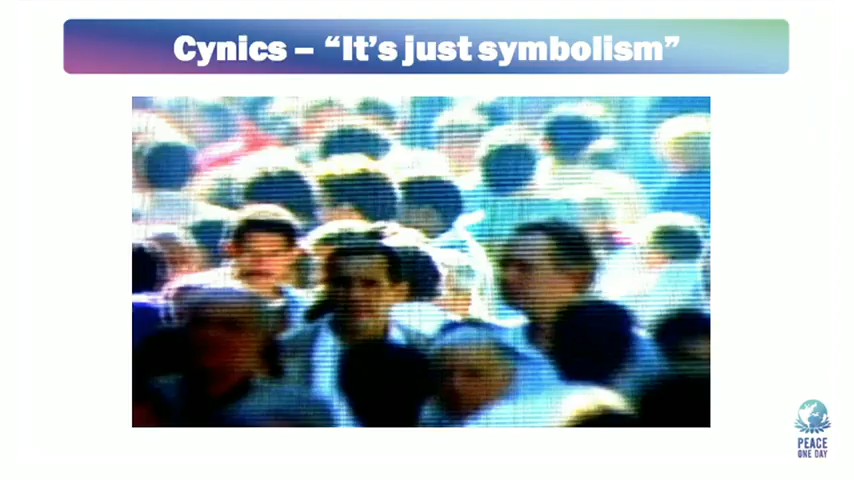 Cynics – “It’s just symbolism”
PEACE
ONE DAY